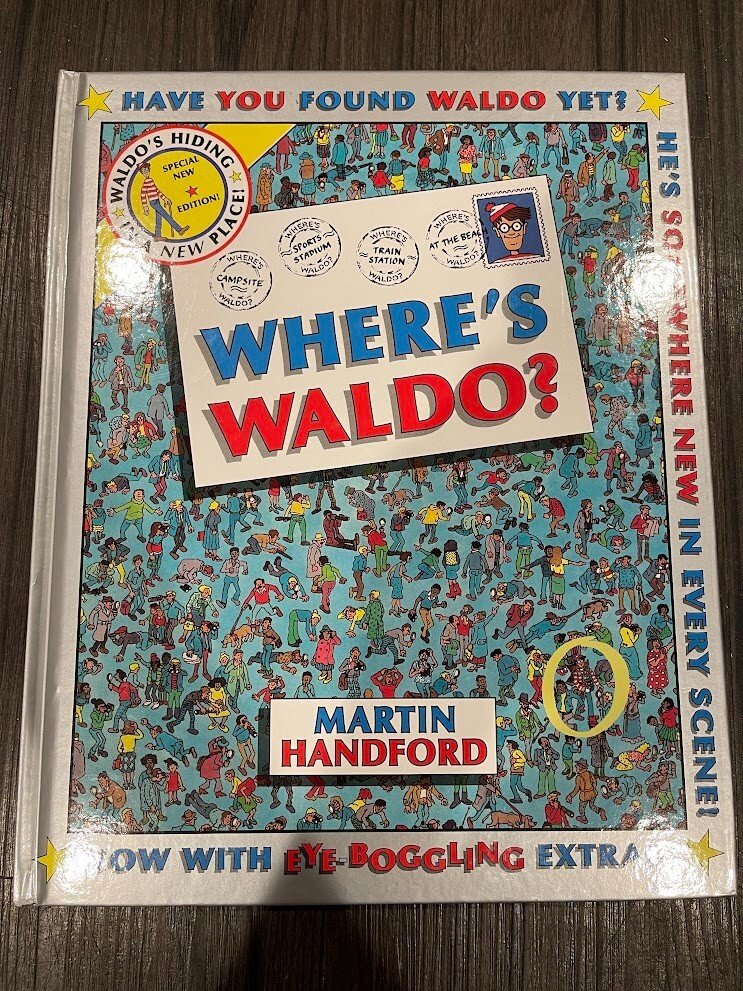 HAVE YOU FOUND WALDO YET?
WALDO'S HIDING
SPECIAL
NEW
EDITION!
IN A NEW PLACE!
WHERE'S
CAMPSITE
WALDO?
WHERE'S
SPORTS
STADIUM
WALDO?
WHERE'S
TRAIN
STATION
WALDO?
WHERE'S
AT THE BEAC
WALDO?
WHERE'S
WALDO?
HE'S SOMEWHERE NEW IN EVERY SCENE!
MARTIN
HANDFORD
NOW WITH EYE-BOGGLING EXTRA